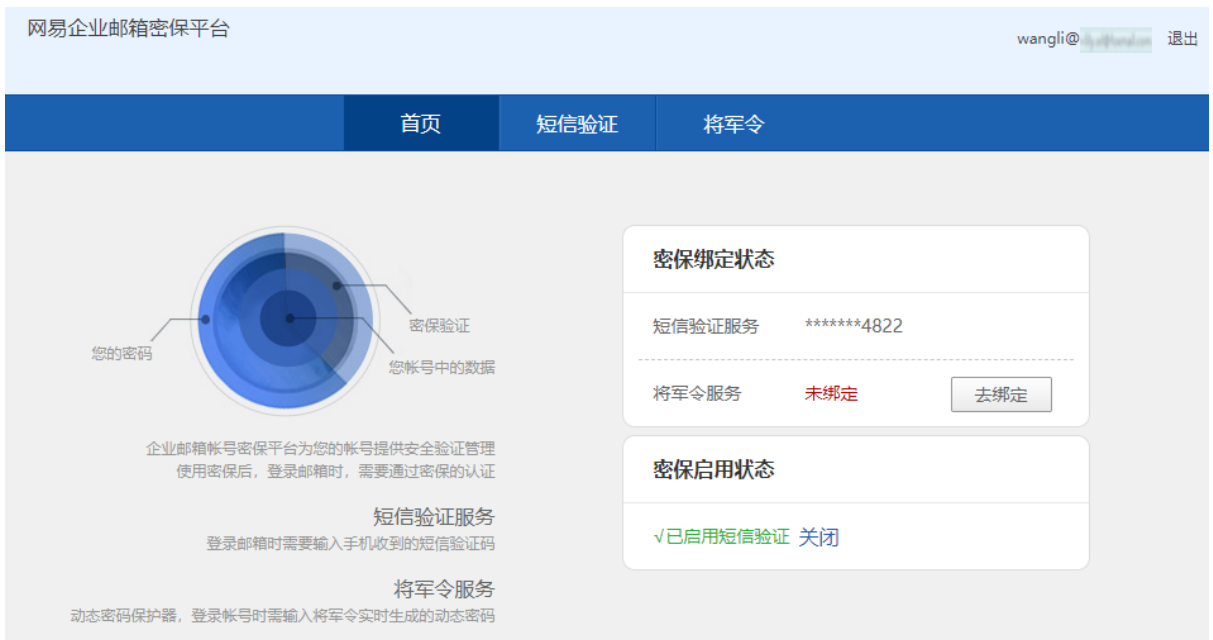 网易企业邮箱密保平台
wangli@ 退出
首页 短信验证 将军令
您的密码
密保验证
您帐号中的数据
企业邮箱帐号密保平台为您的帐号提供安全验证管理
使用密保后，登录邮箱时，需要通过密保的认证
短信验证服务
登录邮箱时需要输入手机收到的短信验证码
将军令服务
动态密码保护器，登录帐号时需输入将军令实时生成的动态密码
密保绑定状态
短信验证服务 *******4822
将军令服务 未绑定 去绑定
密保启用状态
√已启用短信验证 关闭